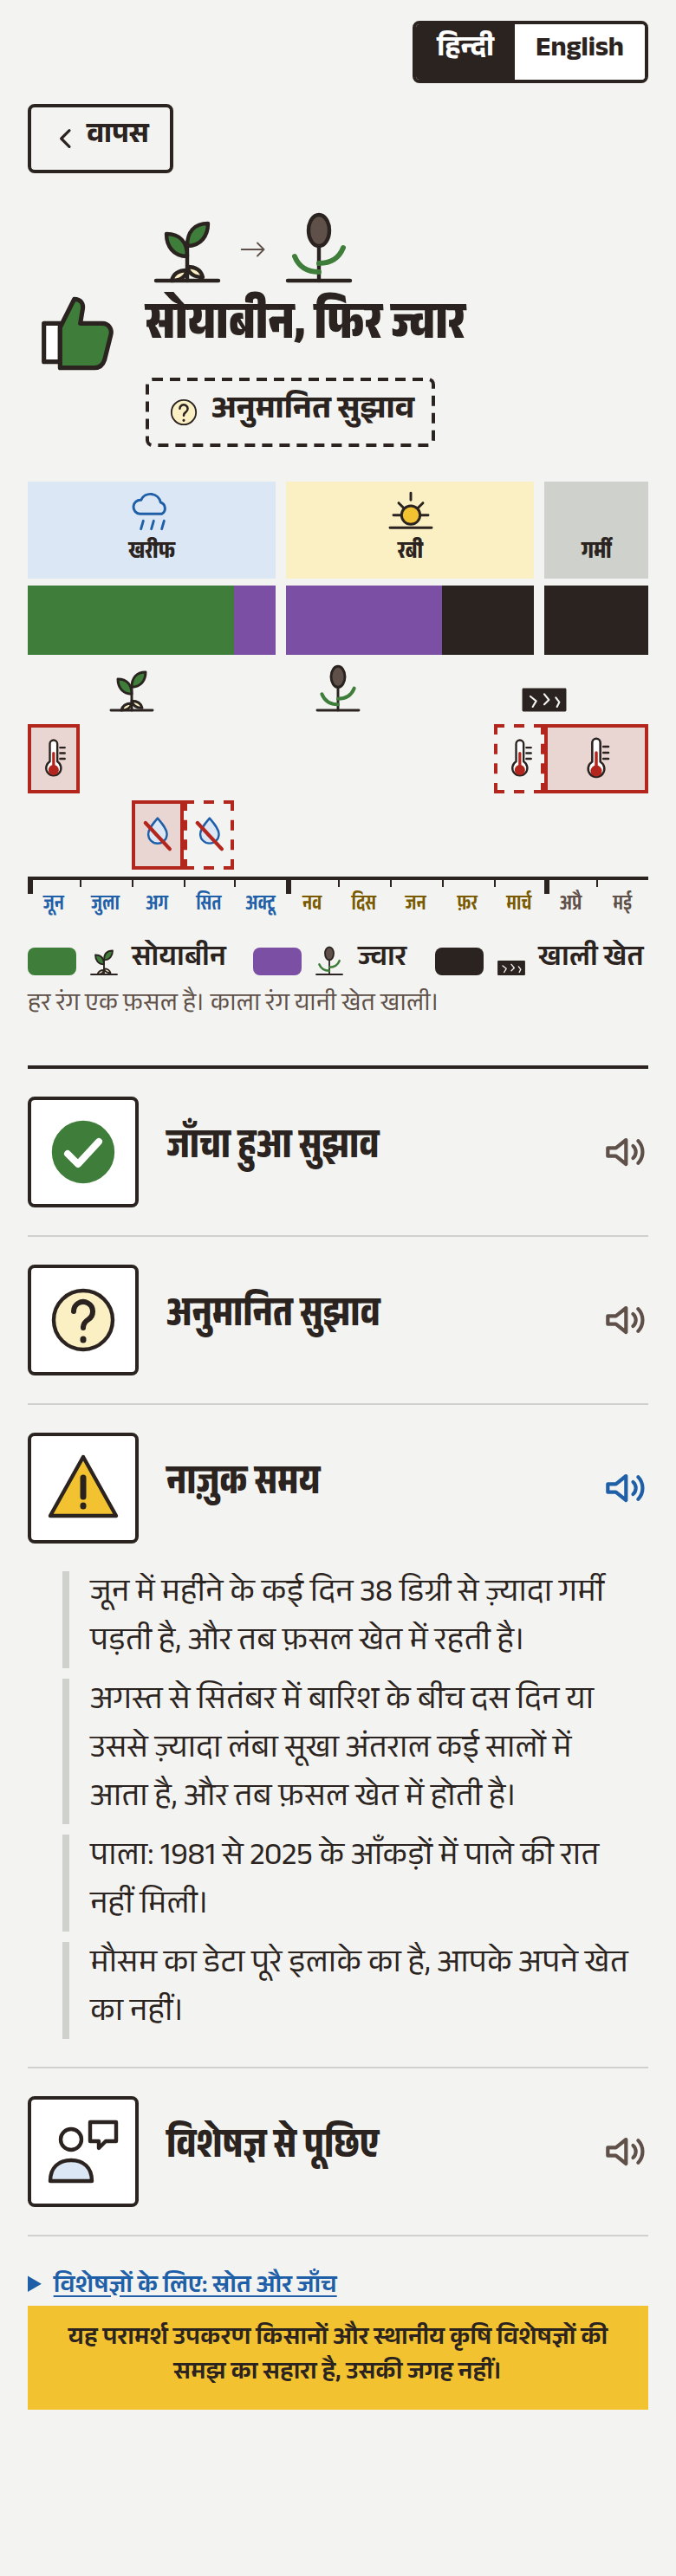 हिन्दी English
वापस
सोयाबीन, फिर ज्वार
अनुमानित सुझाव
खरीफ रबी गर्मी
जून जुला अग सित अक्टू नव दिस जन फ़र मार्च अप्रै मई
सोयाबीन ज्वार खाली खेत
हर रंग एक फ़सल है। काला रंग यानी खेत खाली।
जाँचा हुआ सुझाव
अनुमानित सुझाव
नाज़ुक समय
जून में महीने के कई दिन 38 डिग्री से ज़्यादा गर्मी
पड़ती है, और तब फ़सल खेत में रहती है।
अगस्त से सितंबर में बारिश के बीच दस दिन या
उससे ज़्यादा लंबा सूखा अंतराल कई सालों में
आता है, और तब फ़सल खेत में होती है।
पाला: 1981 से 2025 के आँकड़ों में पाले की रात
नहीं मिली।
मौसम का डेटा पूरे इलाके का है, आपके अपने खेत
का नहीं।
विशेषज्ञ से पूछिए
विशेषज्ञों के लिए: स्रोत और जाँच
यह परामर्श उपकरण किसानों और स्थानीय कृषि विशेषज्ञों की
समझ का सहारा है, उसकी जगह नहीं।